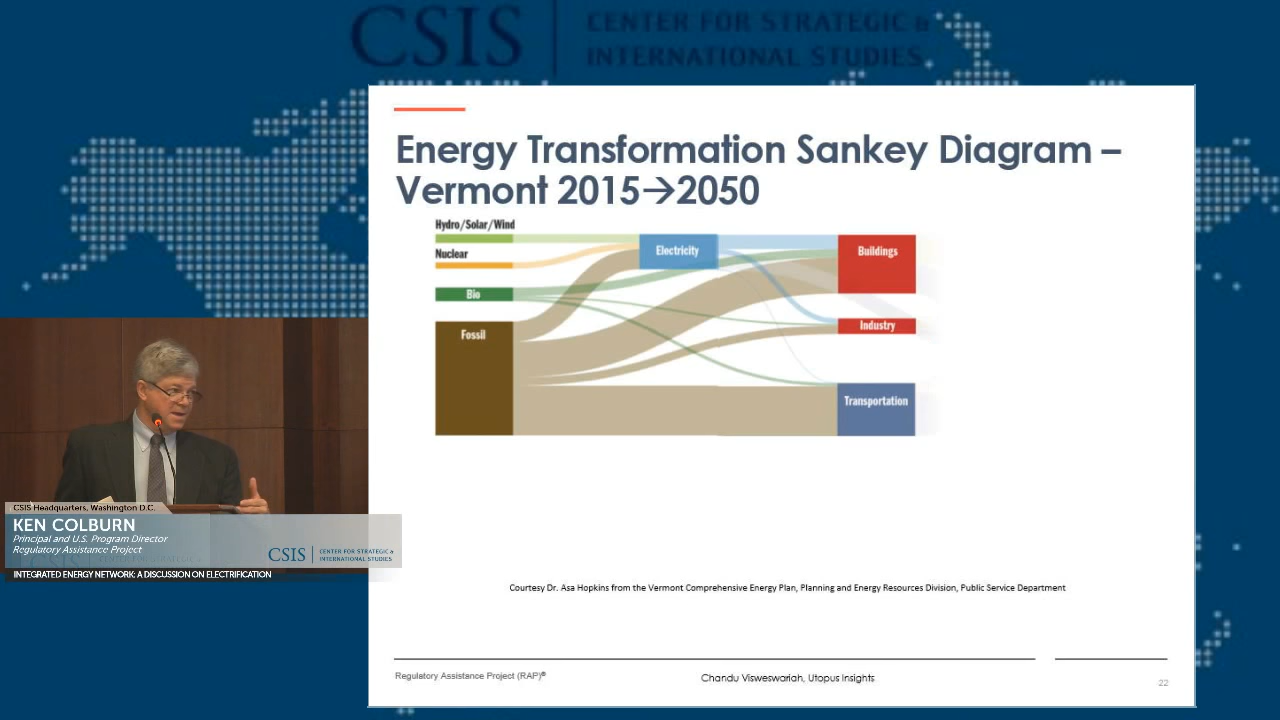 CSIS
CENTER FOR STRATEGIC &
INTERNATIONAL STUDIES
Energy Transformation Sankey Diagram –
Vermont 2015→2050
Hydro/Solar/Wind
Nuclear
Bio
Fossil
Electricity
Buildings
Industry
Transportation
Courtesy Dr. Asa Hopkins from the Vermont Comprehensive Energy Plan, Planning and Energy Resources Division, Public Service Department
Regulatory Assistance Project (RAP)®
Chandu Visweswariah, Utopus Insights
22
CSIS Headquarters, Washington D.C.
KEN COLBURN
Principal and U.S. Program Director
Regulatory Assistance Project
CSIS
CENTER FOR STRATEGIC &
INTERNATIONAL STUDIES
INTEGRATED ENERGY NETWORK: A DISCUSSION ON ELECTRIFICATION